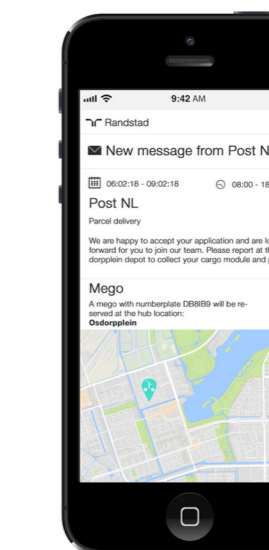 9:42 AM
Randstad
New message from Post N
06:02:18 - 09:02:18 08:00 - 18
Post NL
Parcel delivery
We are happy to accept your application and are lo
forward for you to join our team. Please report at th
dorpplein depot to collect your cargo module and p
Mego
A mego with numberplate DB8IB9 will be re-
served at the hub location:
Osdorpplein